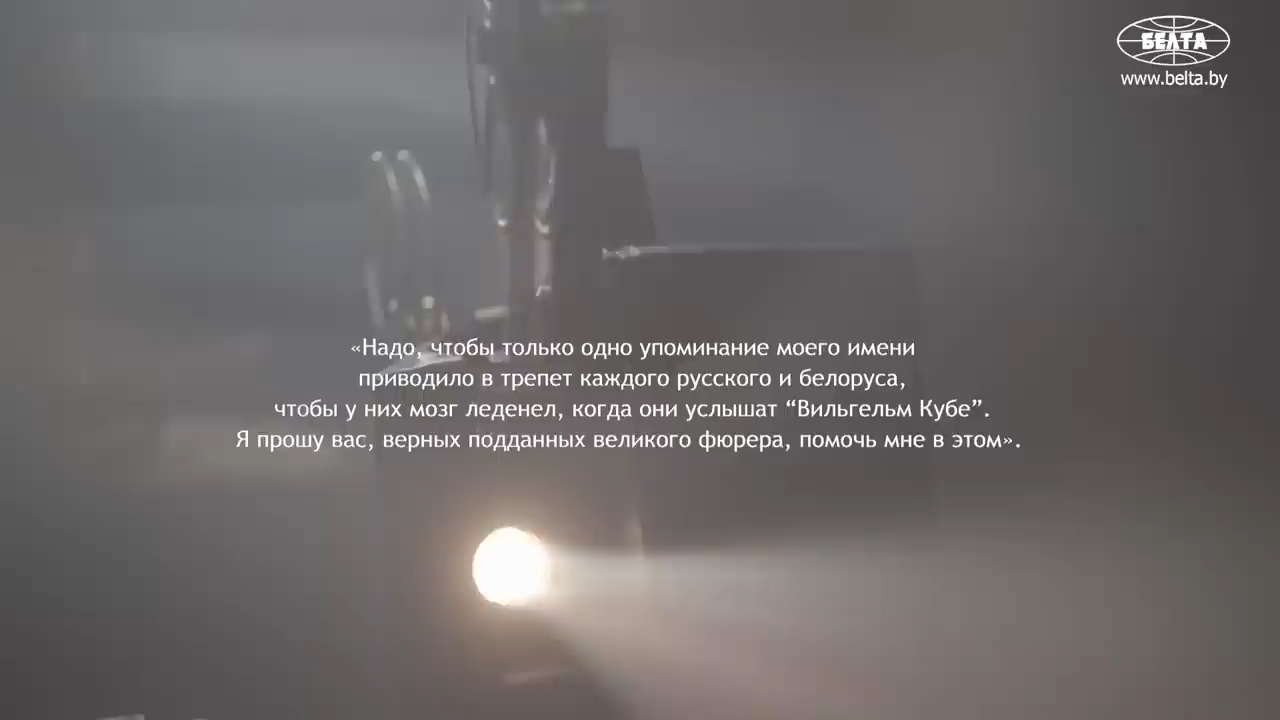 БЕЛТА
www.belta.by
«Надо, чтобы только одно упоминание моего имени
приводило в трепет каждого русского и белоруса,
чтобы у них мозг леденел, когда они услышат “Вильгельм Кубе”.
Я прошу вас, верных подданных великого фюрера, помочь мне в этом».